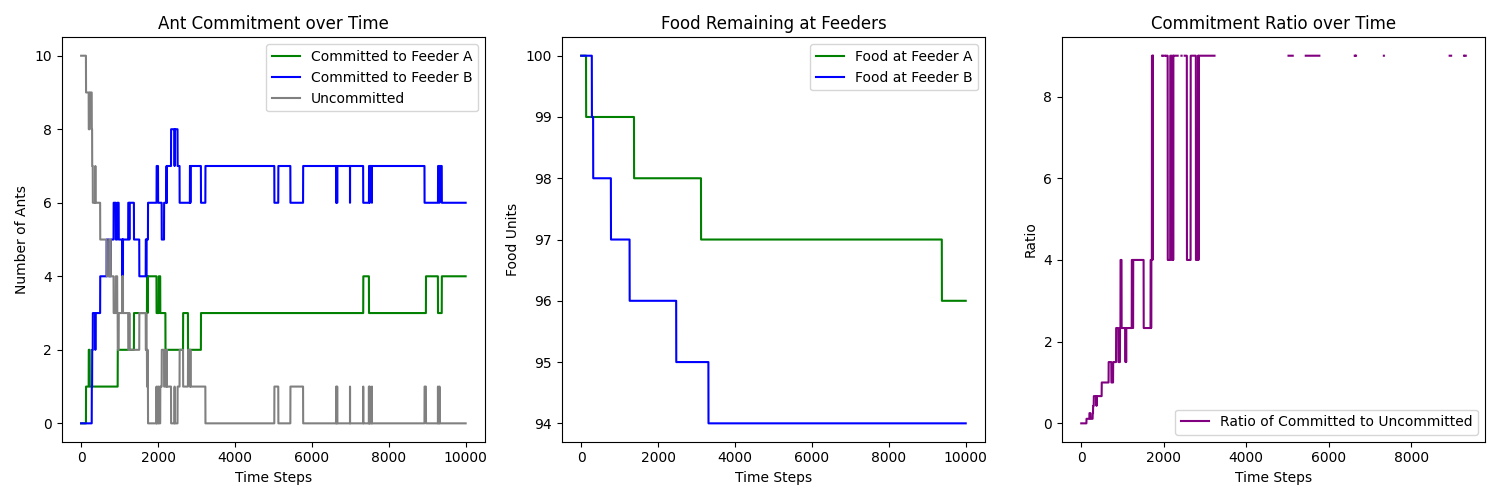 Ant Commitment over Time
Number of Ants
10
8
6
4
2
0
Committed to Feeder A
Committed to Feeder B
Uncommitted
0 2000 4000 6000 8000 10000
Time Steps
Food Remaining at Feeders
Food Units
100
99
98
97
96
95
94
Food at Feeder A
Food at Feeder B
0 2000 4000 6000 8000 10000
Time Steps
Commitment Ratio over Time
Ratio
8
6
4
2
0
Ratio of Committed to Uncommitted
0 2000 4000 6000 8000
Time Steps